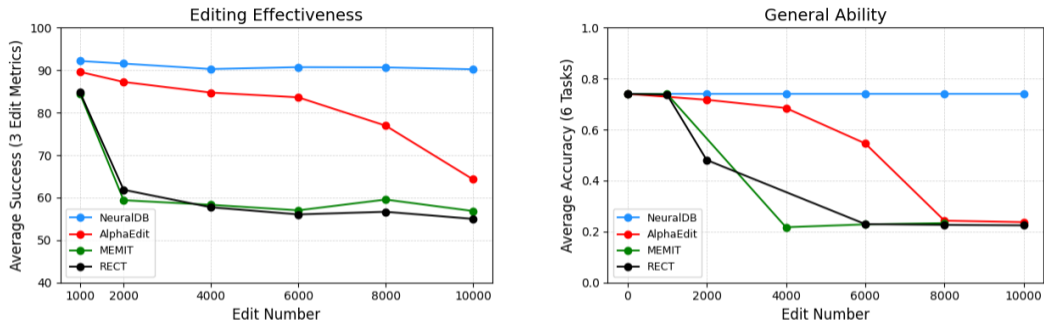 Editing Effectiveness
Average Success (3 Edit Metrics)
100
90
80
70
60
50
40
NeuralDB
AlphaEdit
MEMIT
RECT
1000 2000 4000 6000 8000 10000
Edit Number
General Ability
Average Accuracy (6 Tasks)
1.0
0.8
0.6
0.4
0.2
0.0
NeuralDB
AlphaEdit
MEMIT
RECT
0 2000 4000 6000 8000 10000
Edit Number